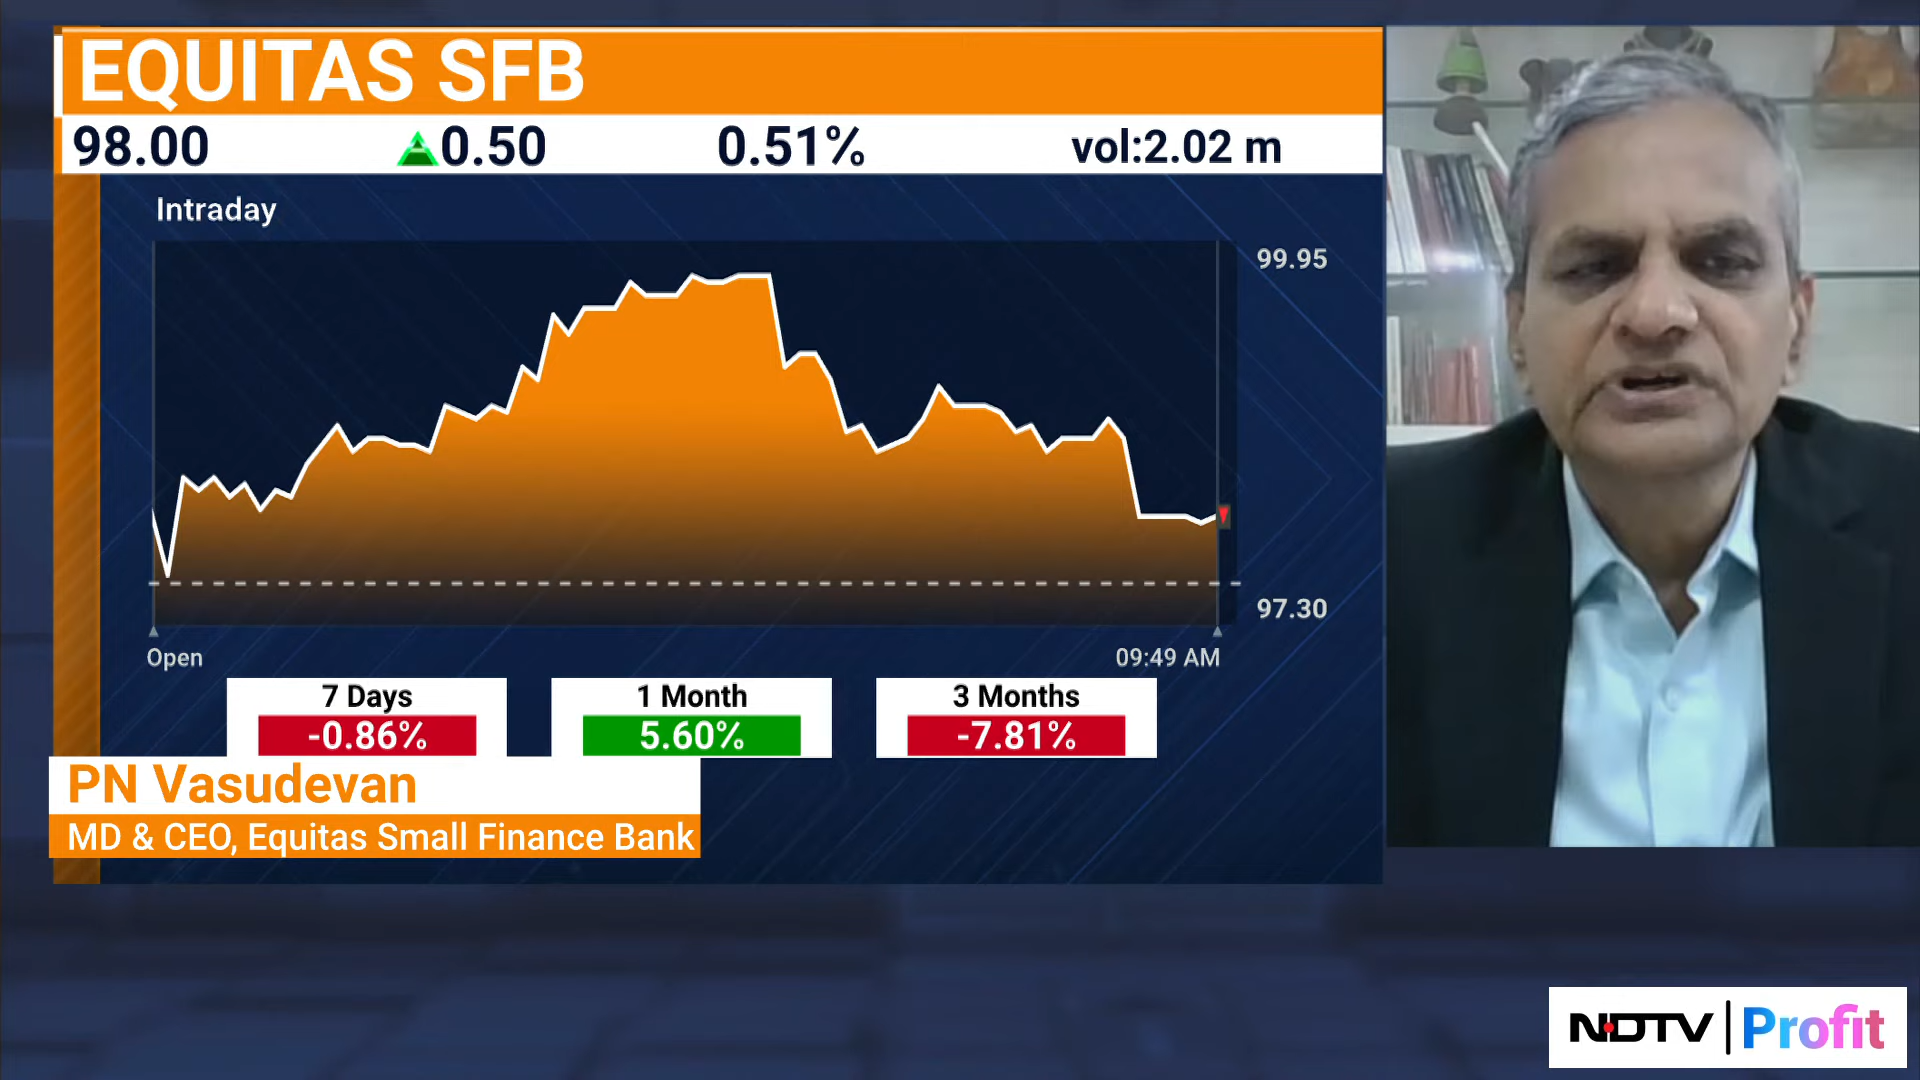 EQUITAS SFB
98.00 0.50 0.51% vol:2.02 m
Intraday
99.95
97.30
Open 09:49 AM
7 Days 1 Month 3 Months
-0.86% 5.60% -7.81%
PN Vasudevan
MD & CEO, Equitas Small Finance Bank
NDTV Profit